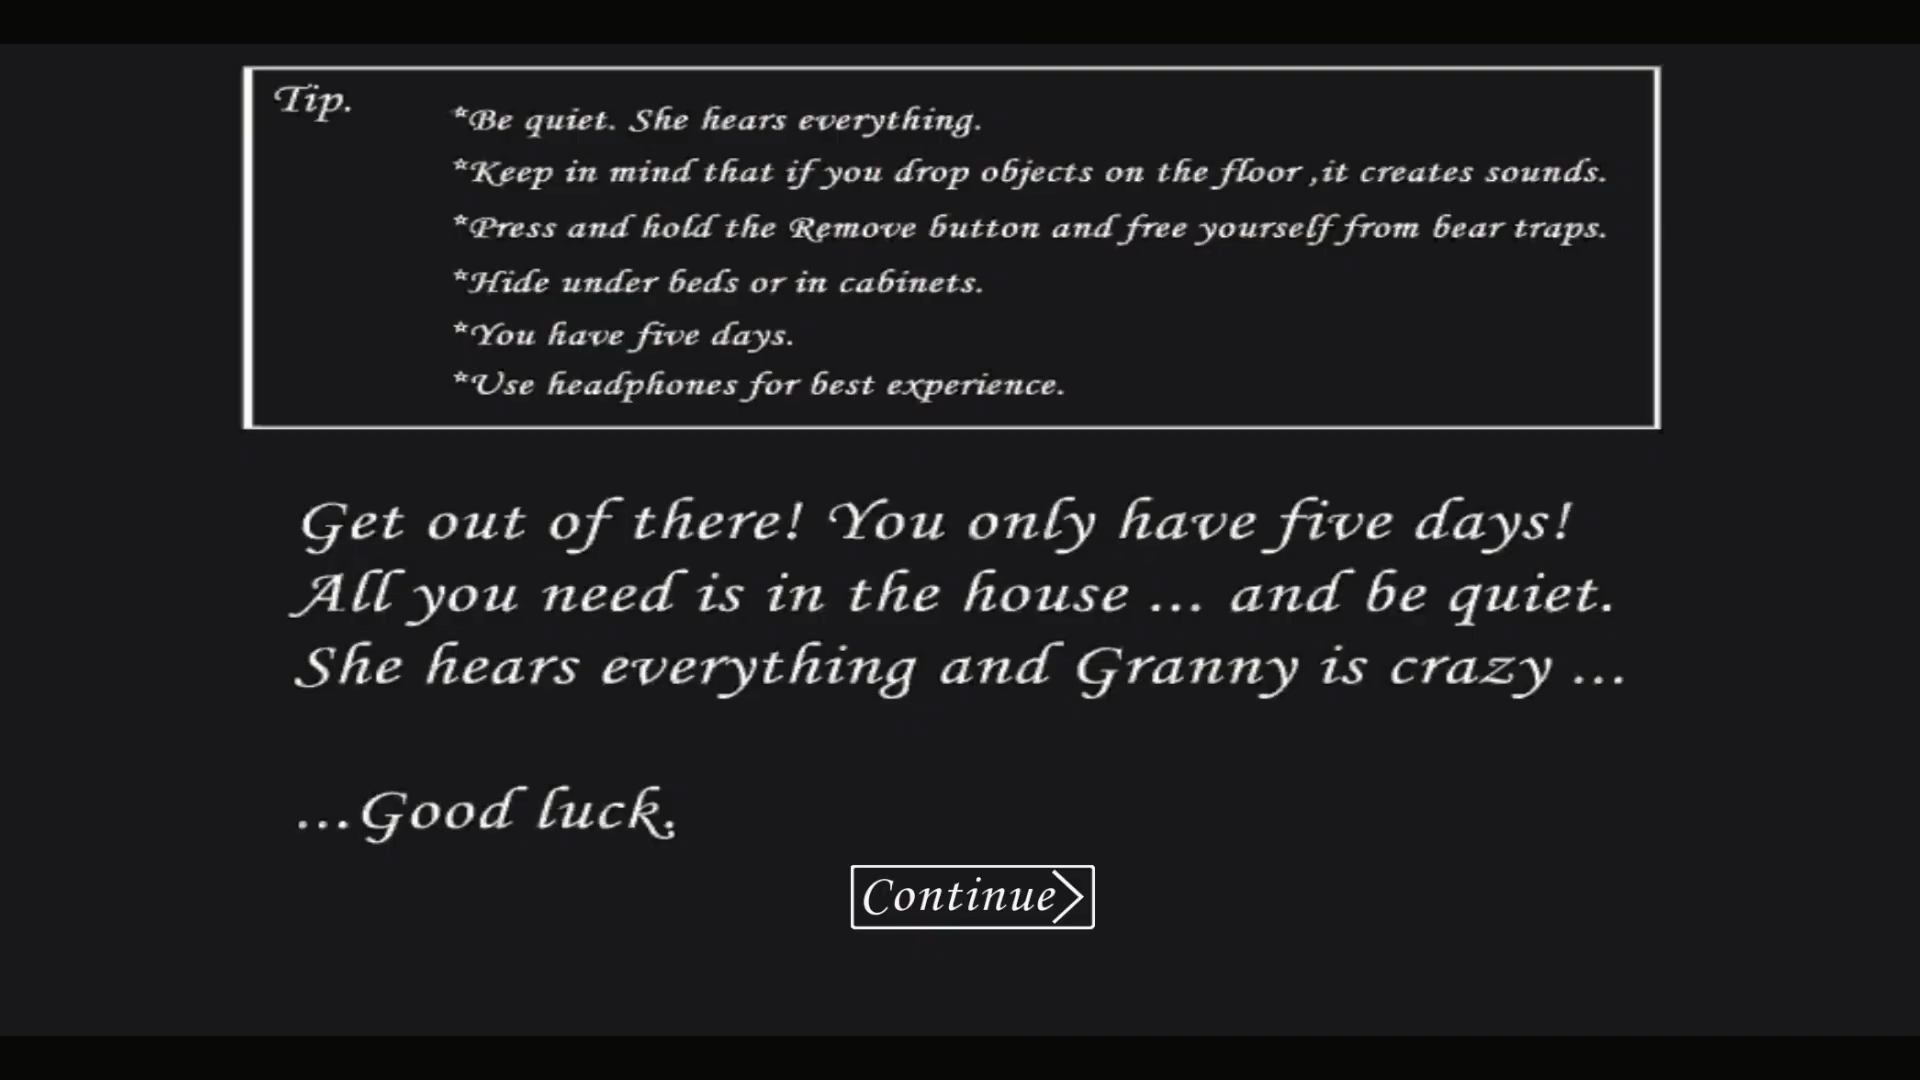 Tip.
*Be quiet. She hears everything.
*Keep in mind that if you drop objects on the floor ,it creates sounds.
*Press and hold the Remove button and free yourself from bear traps.
*Hide under beds or in cabinets.
*You have five days.
*Use headphones for best experience.
Get out of there! You only have five days!
All you need is in the house ... and be quiet.
She hears everything and Granny is crazy ...
...Good luck.
Continue>